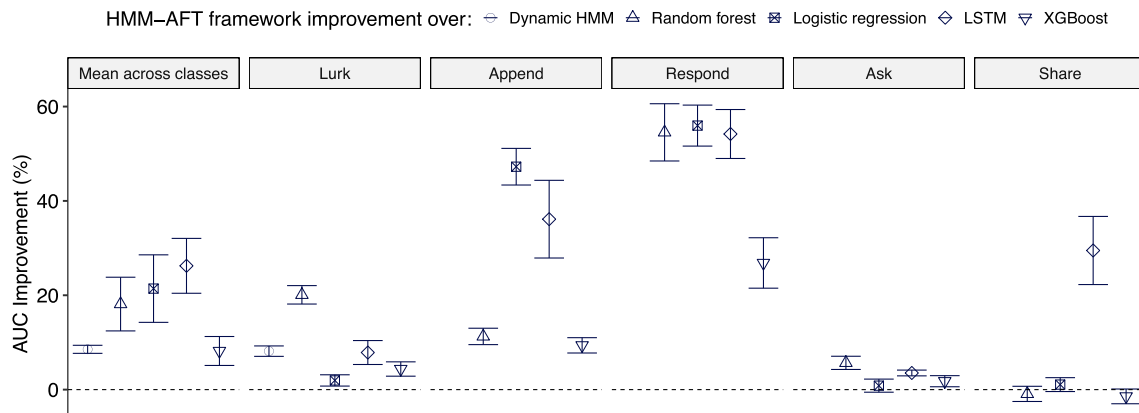 HMM–AFT framework improvement over: Dynamic HMM Random forest Logistic regression LSTM XGBoost
Mean across classes Lurk Append Respond Ask Share
60
40
20
0
AUC Improvement (%)